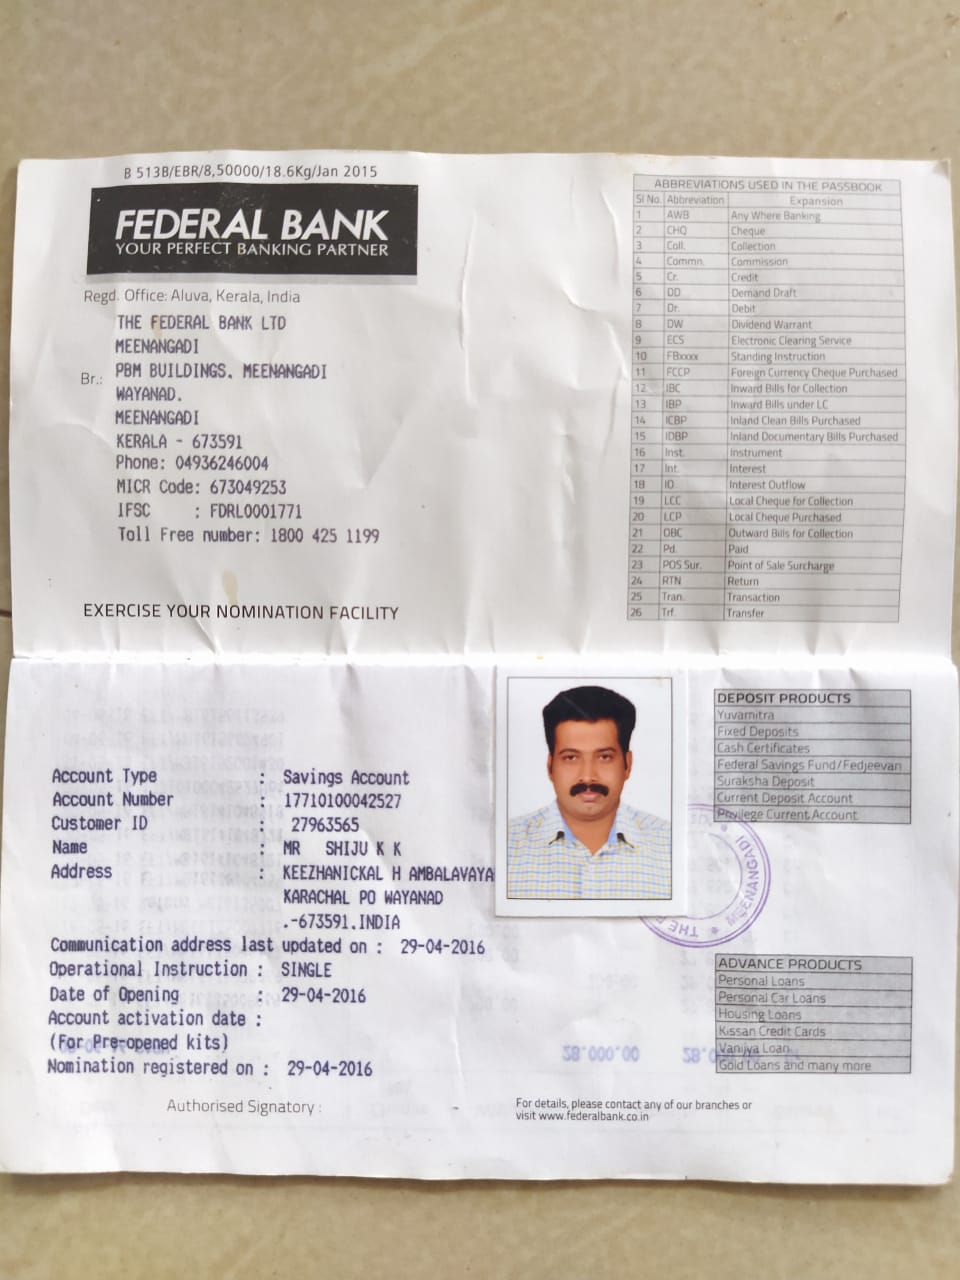 B 513B/EBR/8,50000/18.6Kg/Jan 2015
FEDERAL BANK
YOUR PERFECT BANKING PARTNER
Regd. Office: Aluva, Kerala, India
THE FEDERAL BANK LTD
MEENANGADI
Br.: PBM BUILDINGS. MEENANGADI
WAYANAD.
MEENANGADI
KERALA - 673591
Phone: 04936246004
MICR Code: 673049253
IFSC : FDRL0001771
Toll Free number: 1800 425 1199
EXERCISE YOUR NOMINATION FACILITY
ABBREVIATIONS USED IN THE PASSBOOK
Sl No. Abbreviation Expansion
1 AWB Any Where Banking
2 CHQ Cheque
3 Coll. Collection
4 Commn. Commission
5 Cr. Credit
6 DD Demand Draft
7 Dr. Debit
8 DW Dividend Warrant
9 ECS Electronic Clearing Service
10 FBxxxx Standing Instruction
11 FCCP Foreign Currency Cheque Purchased
12 IBC Inward Bills for Collection
13 IBP Inward Bills under LC
14 ICBP Inland Clean Bills Purchased
15 IDBP Inland Documentary Bills Purchased
16 Inst. Instrument
17 Int. Interest
18 IO Interest Outflow
19 LCC Local Cheque for Collection
20 LCP Local Cheque Purchased
21 OBC Outward Bills for Collection
22 Pd. Paid
23 POS Sur. Point of Sale Surcharge
24 RTN Return
25 Tran. Transaction
26 Trf. Transfer
Account Type : Savings Account
Account Number : 17710100042527
Customer ID : 27963565
Name : MR SHIJU K K
Address : KEEZHANICKAL H AMBALAVAYA
KARACHAL PO WAYANAD
.-673591.INDIA
Communication address last updated on : 29-04-2016
Operational Instruction : SINGLE
Date of Opening : 29-04-2016
Account activation date :
(For Pre-opened kits)
Nomination registered on : 29-04-2016
Authorised Signatory :
DEPOSIT PRODUCTS
Yuvamitra
Fixed Deposits
Cash Certificates
Federal Savings Fund/Fedjeevan
Suraksha Deposit
Current Deposit Account
Privilege Current Account
MEENANGADI * THE
ADVANCE PRODUCTS
Personal Loans
Personal Car Loans
Housing Loans
Kissan Credit Cards
Vanijya Loan
Gold Loans and many more
For details, please contact any of our branches or
visit www.federalbank.co.in